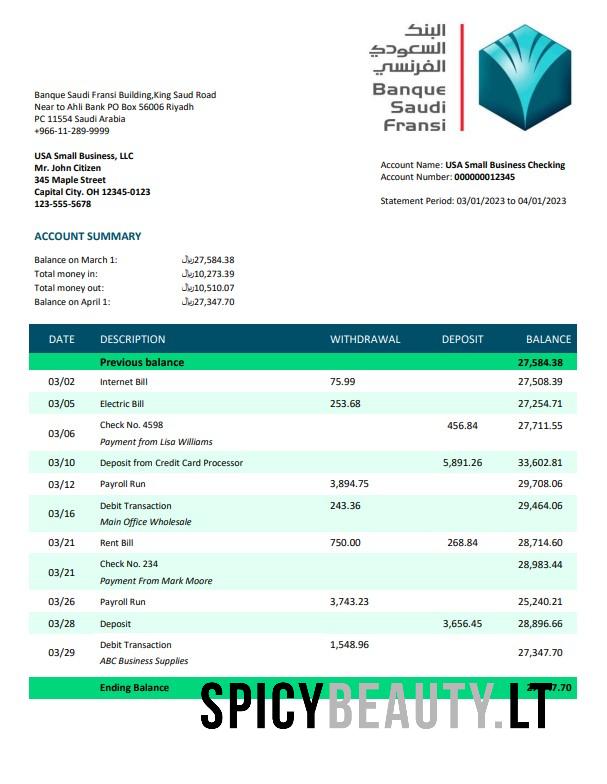 البنك
السعودي
الفرنسي
Banque
Saudi
Fransi
Banque Saudi Fransi Building,King Saud Road
Near to Ahli Bank PO Box 56006 Riyadh
PC 11554 Saudi Arabia
+966-11-289-9999
USA Small Business, LLC
Mr. John Citizen
345 Maple Street
Capital City. OH 12345-0123
123-555-5678
Account Name: USA Small Business Checking
Account Number: 000000012345
Statement Period: 03/01/2023 to 04/01/2023
ACCOUNT SUMMARY
Balance on March 1: ﷼27,584.38
Total money in: ﷼10,273.39
Total money out: ﷼10,510.07
Balance on April 1: ﷼27,347.70
DATE DESCRIPTION WITHDRAWAL DEPOSIT BALANCE
Previous balance 27,584.38
03/02 Internet Bill 75.99 27,508.39
03/05 Electric Bill 253.68 27,254.71
03/06 Check No. 4598 456.84 27,711.55
Payment from Lisa Williams
03/10 Deposit from Credit Card Processor 5,891.26 33,602.81
03/12 Payroll Run 3,894.75 29,708.06
03/16 Debit Transaction 243.36 29,464.06
Main Office Wholesale
03/21 Rent Bill 750.00 268.84 28,714.60
03/21 Check No. 234 28,983.44
Payment From Mark Moore
03/26 Payroll Run 3,743.23 25,240.21
03/28 Deposit 3,656.45 28,896.66
03/29 Debit Transaction 1,548.96 27,347.70
ABC Business Supplies
Ending Balance
SPICYBEAUTY.LT